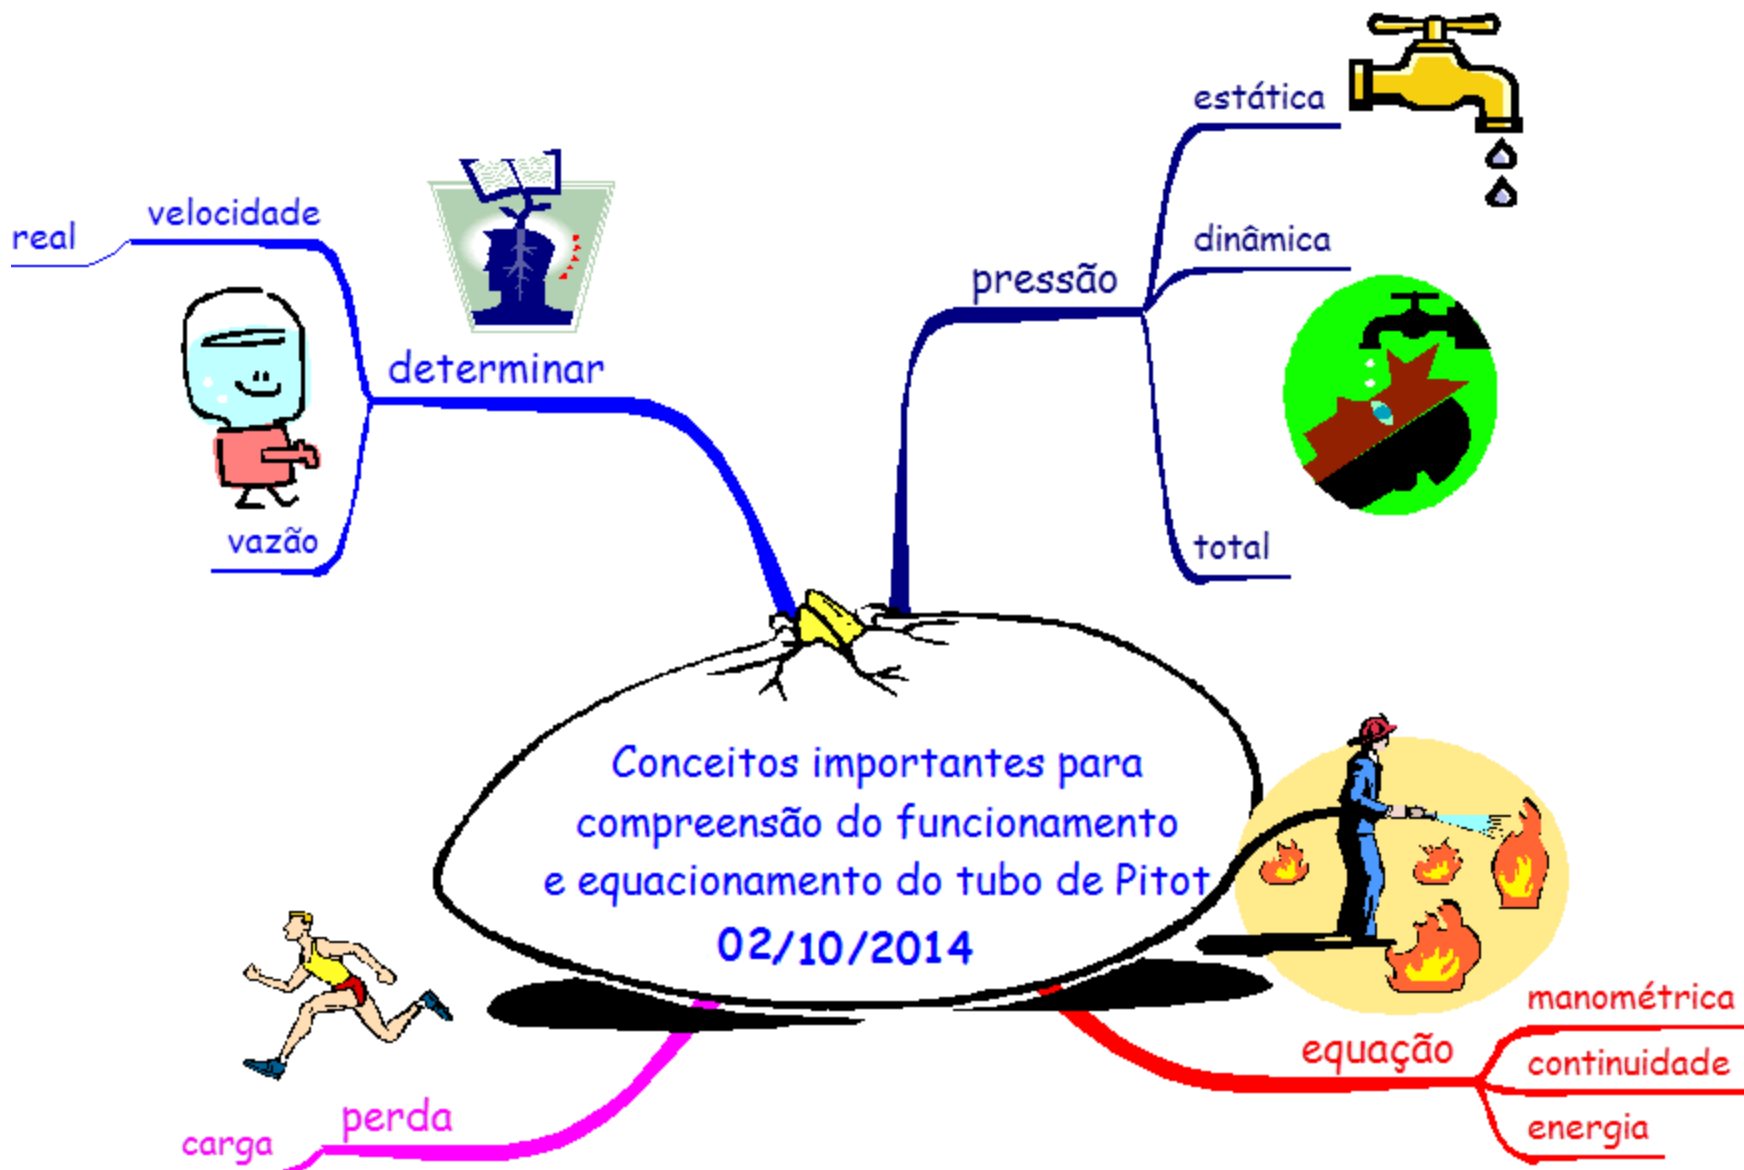 estática
dinâmica
pressão
total
velocidade
real
determinar
vazão
Conceitos importantes para
compreensão do funcionamento
e equacionamento do tubo de Pitot
02/10/2014
manométrica
equação
continuidade
energia
perda
carga